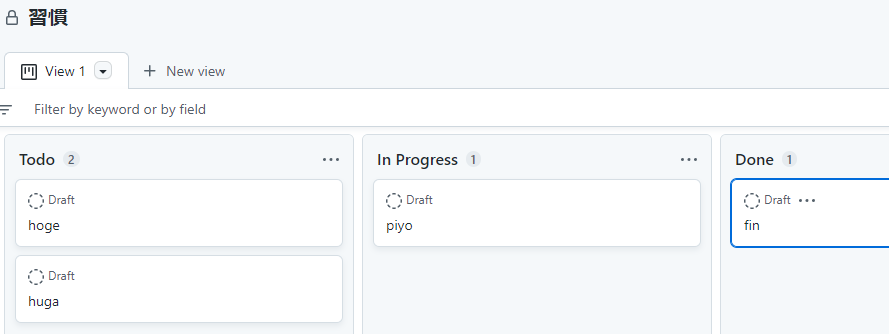 習慣
View 1
New view
Filter by keyword or by field
Todo 2
Draft
hoge
Draft
huga
In Progress 1
Draft
piyo
Done 1
Draft
fin